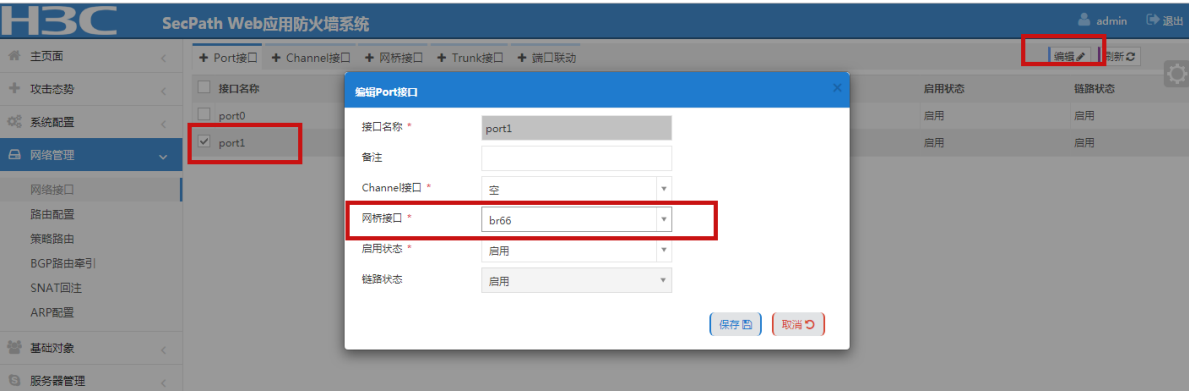 H3C SecPath Web应用防火墙系统 admin 退出
主页面
攻击态势
系统配置
网络管理
网络接口
路由配置
策略路由
BGP路由牵引
SNAT回注
ARP配置
基础对象
服务器管理
Port接口 Channel接口 网桥接口 Trunk接口 端口联动
编辑 刷新
接口名称 启用状态 链路状态
port0 启用 启用
port1 启用 启用
编辑Port接口
接口名称 * port1
备注
Channel接口 * 空
网桥接口 * br66
启用状态 * 启用
链路状态 启用
保存 取消